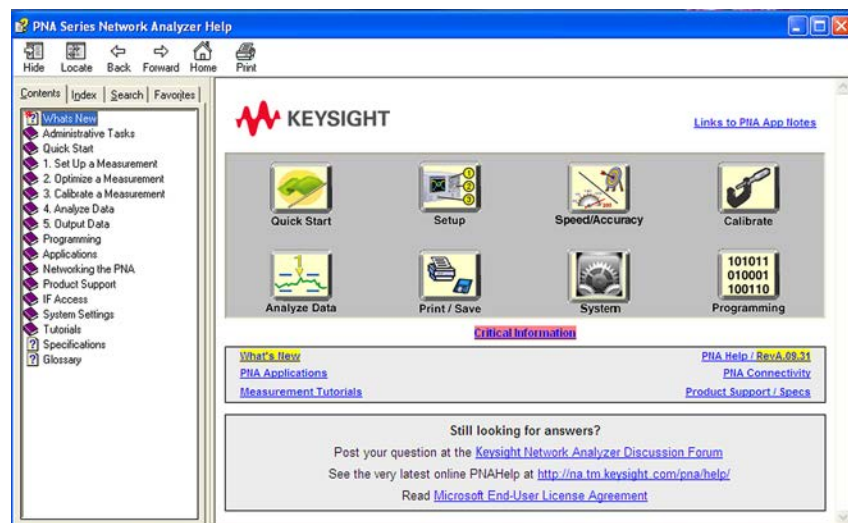 PNA Series Network Analyzer Help
Hide Locate Back Forward Home Print
Contents Index Search Favorites
Whats New
Administrative Tasks
Quick Start
1. Set Up a Measurement
2. Optimize a Measurement
3. Calibrate a Measurement
4. Analyze Data
5. Output Data
Programming
Applications
Networking the PNA
Product Support
IF Access
System Settings
Tutorials
Specifications
Glossary
KEYSIGHT
Links to PNA App Notes
Quick Start Setup Speed/Accuracy Calibrate
101011
010001
100110
Analyze Data Print / Save System Programming
Critical Information
What's New PNA Help / RevA.09.31
PNA Applications PNA Connectivity
Measurement Tutorials Product Support / Specs
Still looking for answers?
Post your question at the Keysight Network Analyzer Discussion Forum
See the very latest online PNAHelp at http://na.tm.keysight.com/pna/help/
Read Microsoft End-User License Agreement